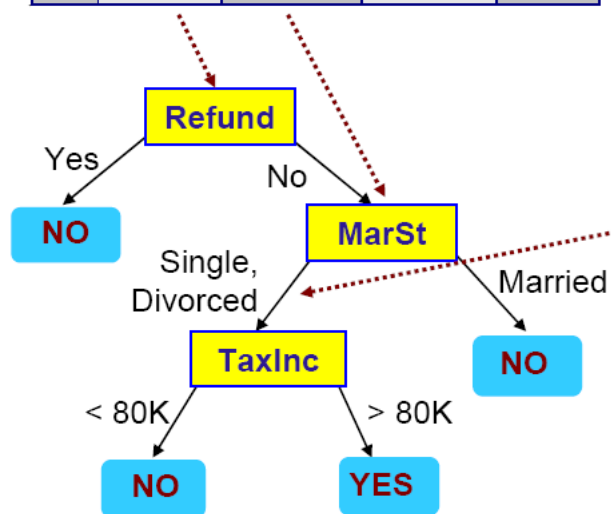 Refund
Yes
No
NO
MarSt
Single,
Divorced
Married
TaxInc
NO
< 80K
> 80K
NO
YES